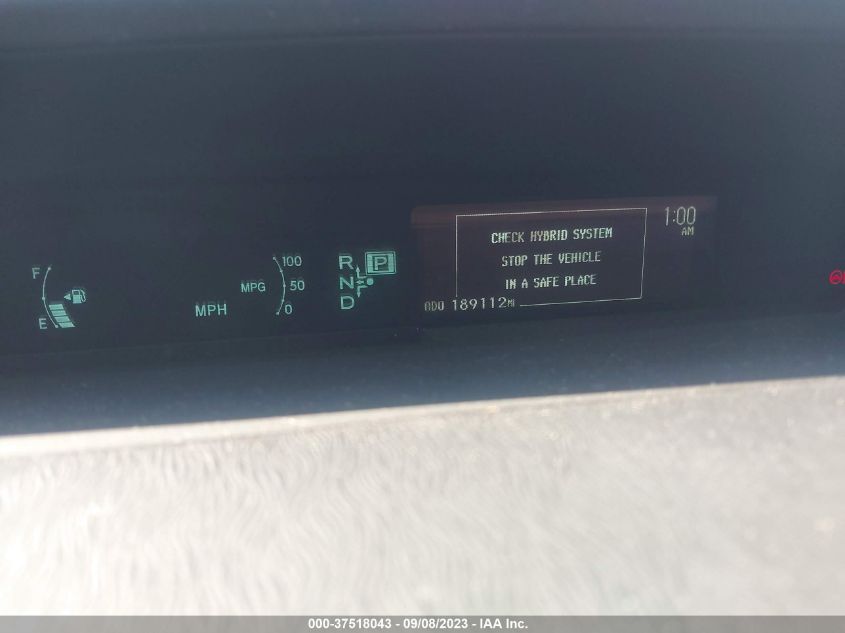 F
E
MPH
MPG
100
50
0
R
N
D
P
CHECK HYBRID SYSTEM
STOP THE VEHICLE
IN A SAFE PLACE
1:00
AM
ODO 189112MI
000-37518043 - 09/08/2023 - IAA Inc.